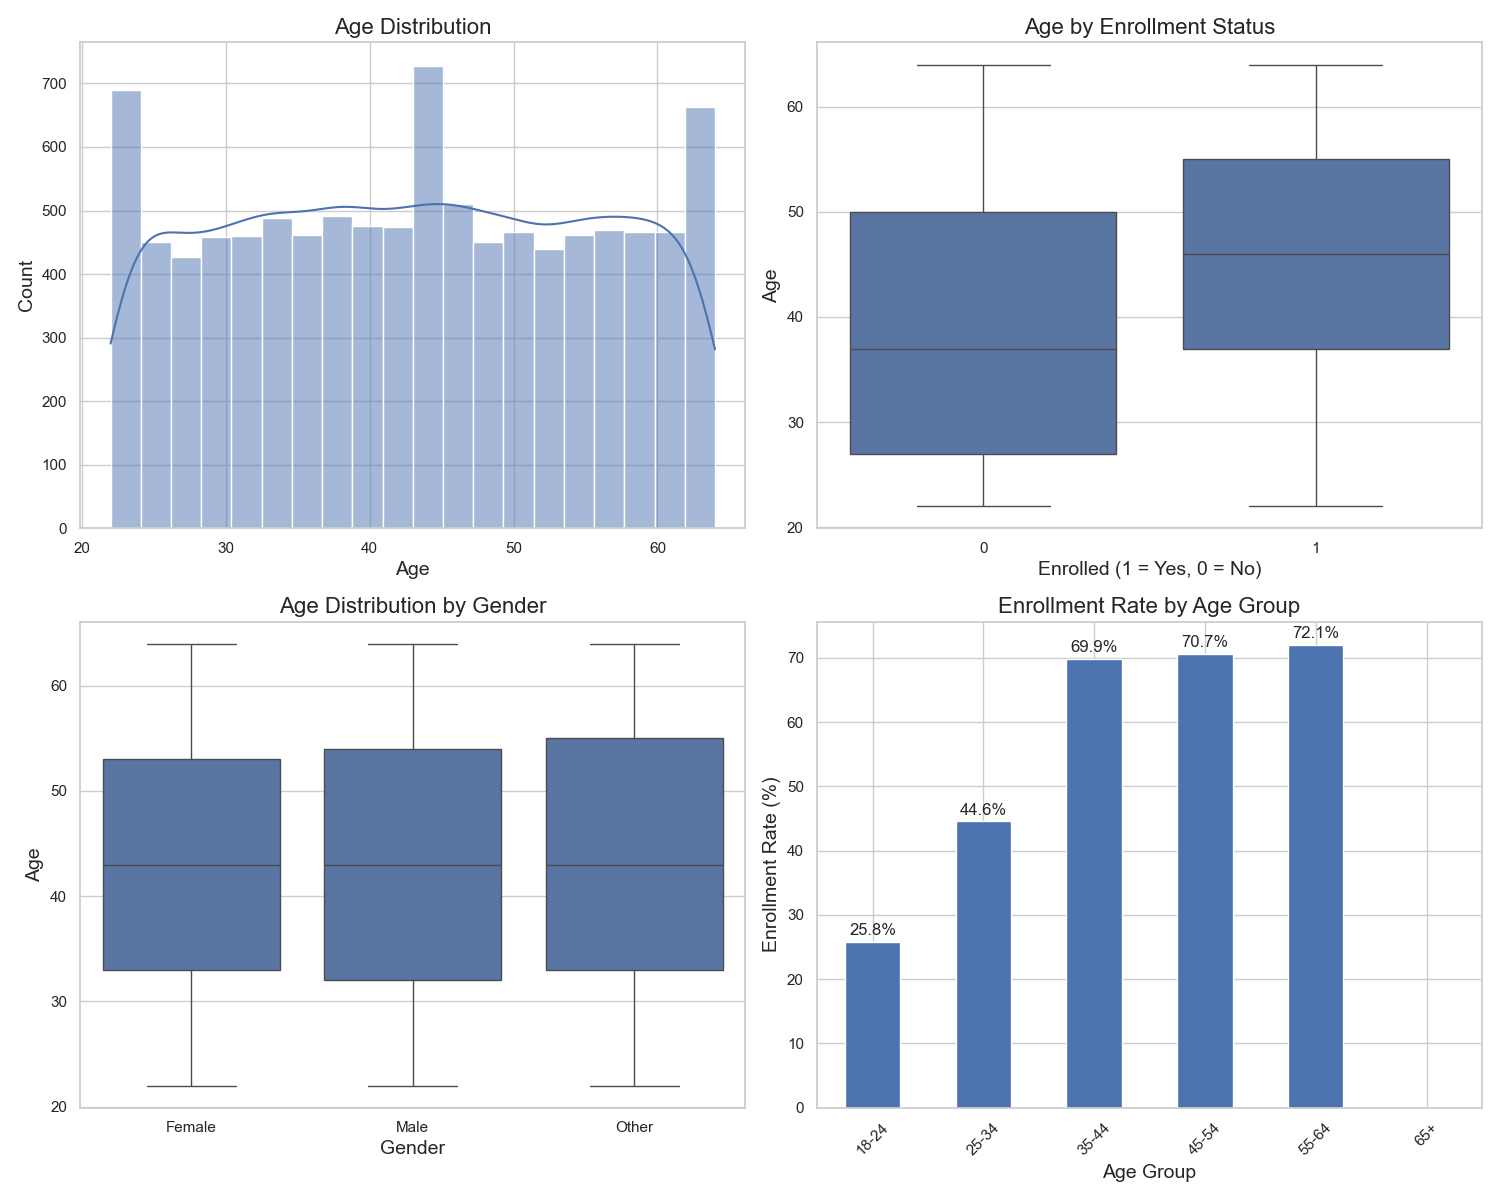 Age Distribution
700
600
500
400
300
200
100
0
Count
20 30 40 50 60
Age
Age by Enrollment Status
60
50
40
30
20
Age
0 1
Enrolled (1 = Yes, 0 = No)
Age Distribution by Gender
60
50
40
30
20
Age
Female Male Other
Gender
Enrollment Rate by Age Group
70
60
50
40
30
20
10
0
Enrollment Rate (%)
25.8% 44.6% 69.9% 70.7% 72.1%
18-24 25-34 35-44 45-54 55-64 65+
Age Group